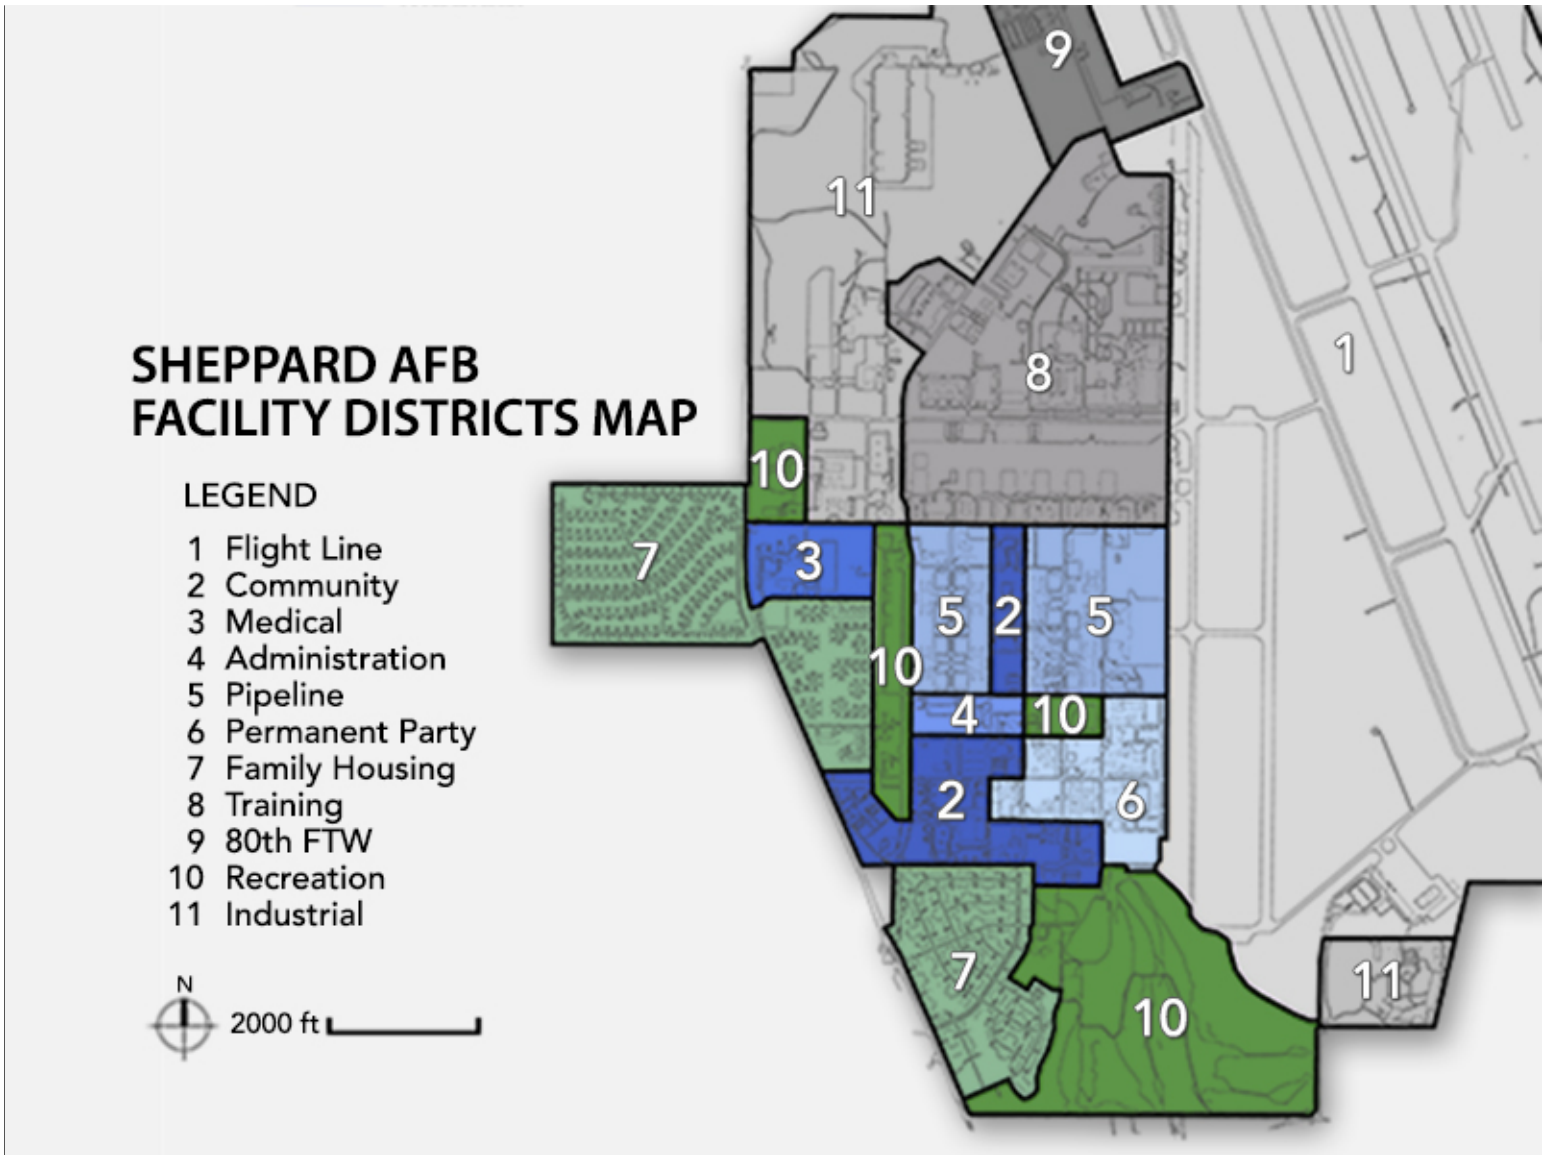 SHEPPARD AFB
FACILITY DISTRICTS MAP
LEGEND
1 Flight Line
2 Community
3 Medical
4 Administration
5 Pipeline
6 Permanent Party
7 Family Housing
8 Training
9 80th FTW
10 Recreation
11 Industrial
N
2000 ft
9
11
1
8
10
7
3
5
2
5
10
4
10
2
6
7
11
10